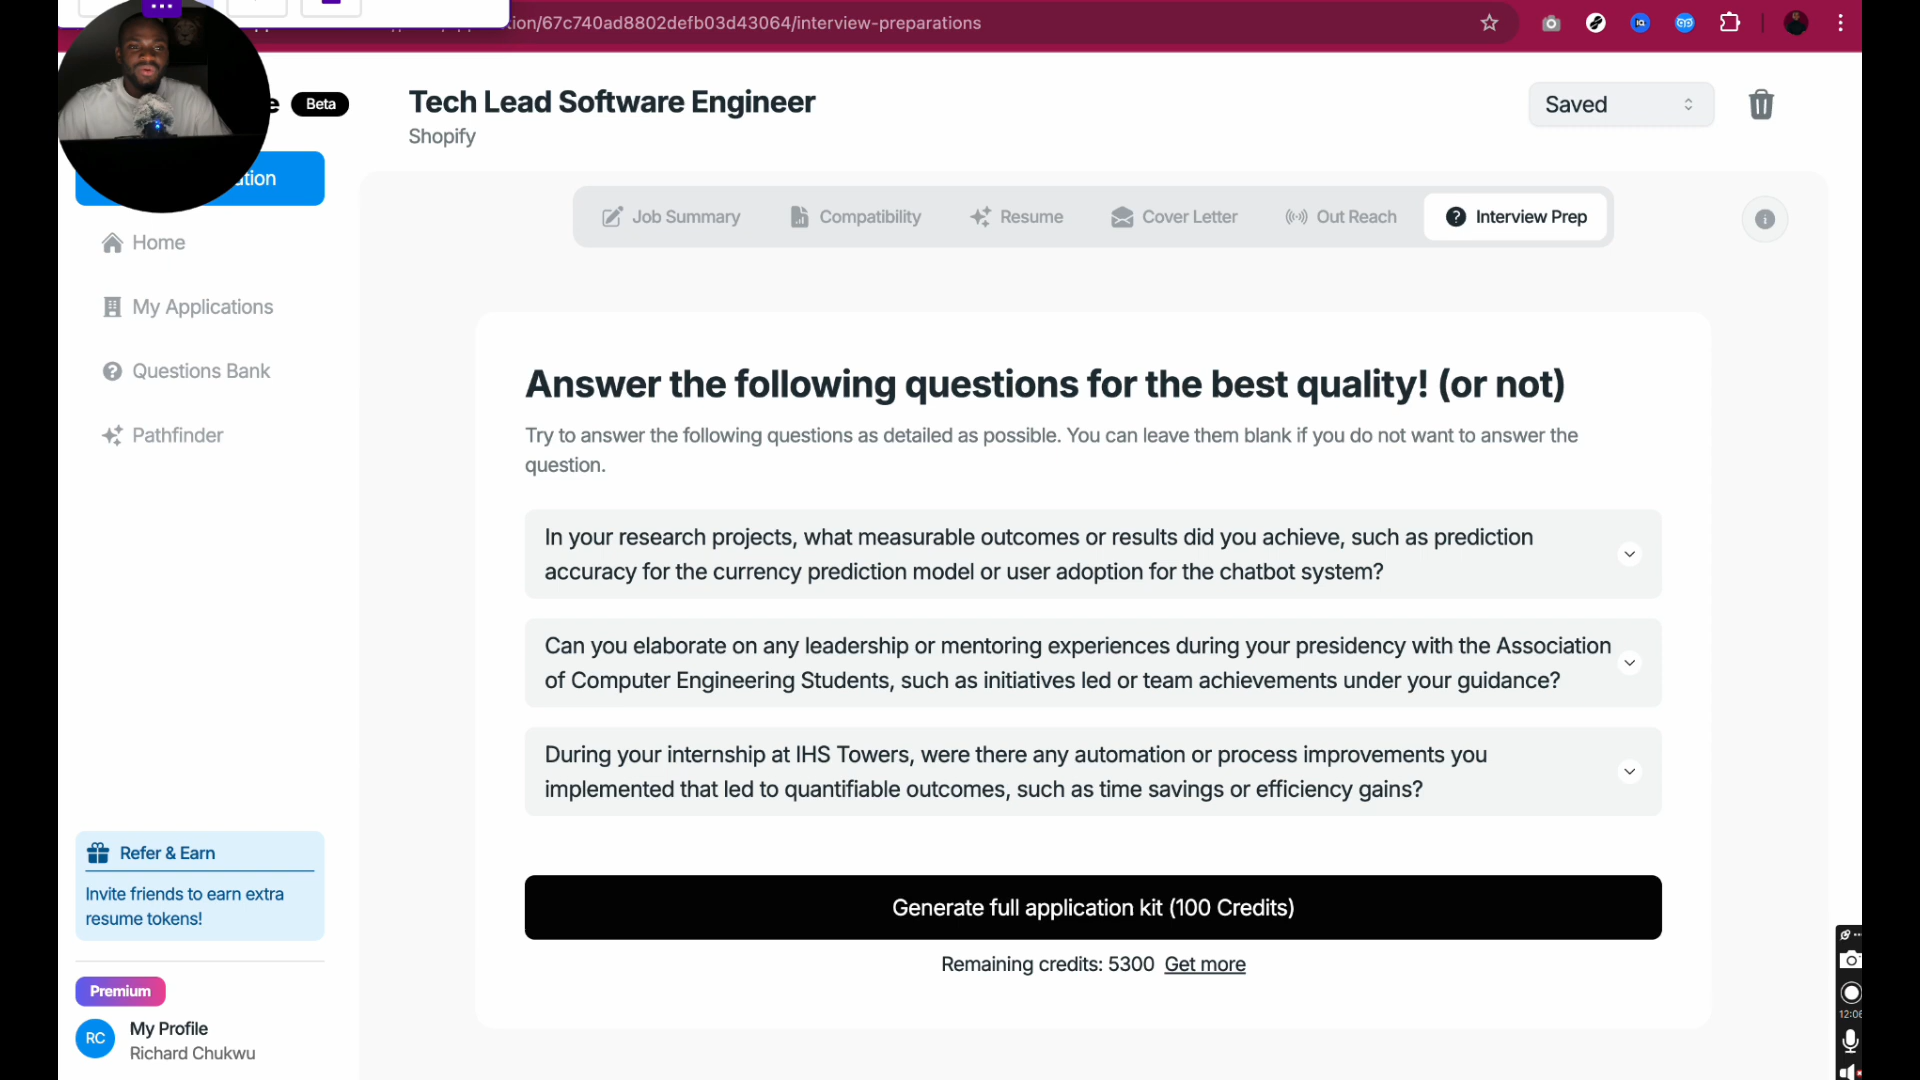 /67c740ad8802defb03d43064/interview-preparations
Beta
Tech Lead Software Engineer
Shopify
Saved
Home
My Applications
Questions Bank
Pathfinder
Job Summary
Compatibility
Resume
Cover Letter
Out Reach
Interview Prep
Answer the following questions for the best quality! (or not)
Try to answer the following questions as detailed as possible. You can leave them blank if you do not want to answer the
question.
In your research projects, what measurable outcomes or results did you achieve, such as prediction
accuracy for the currency prediction model or user adoption for the chatbot system?
Can you elaborate on any leadership or mentoring experiences during your presidency with the Association
of Computer Engineering Students, such as initiatives led or team achievements under your guidance?
During your internship at IHS Towers, were there any automation or process improvements you
implemented that led to quantifiable outcomes, such as time savings or efficiency gains?
Generate full application kit (100 Credits)
Remaining credits: 5300 Get more
Refer & Earn
Invite friends to earn extra
resume tokens!
Premium
RC
My Profile
Richard Chukwu